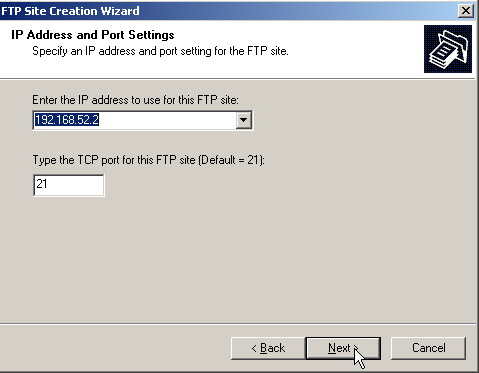 FTP Site Creation Wizard
IP Address and Port Settings
Specify an IP address and port setting for the FTP site.
Enter the IP address to use for this FTP site:
192.168.52.2
Type the TCP port for this FTP site (Default = 21):
21
< Back
Next >
Cancel